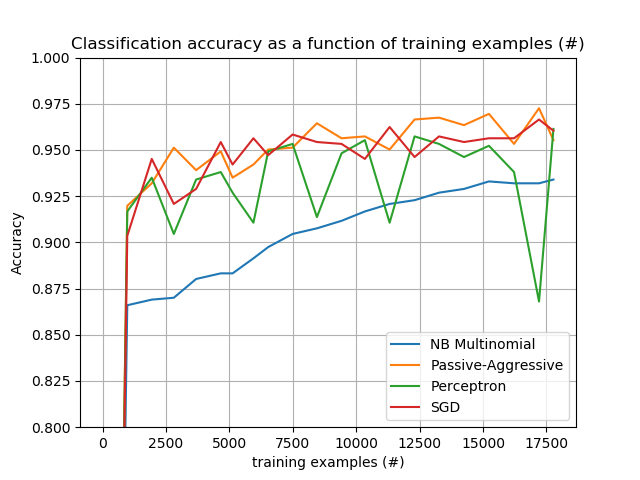 Classification accuracy as a function of training examples (#)
1.000
0.975
0.950
0.925
0.900
0.875
0.850
0.825
0.800
Accuracy
NB Multinomial
Passive-Aggressive
Perceptron
SGD
0 2500 5000 7500 10000 12500 15000 17500
training examples (#)